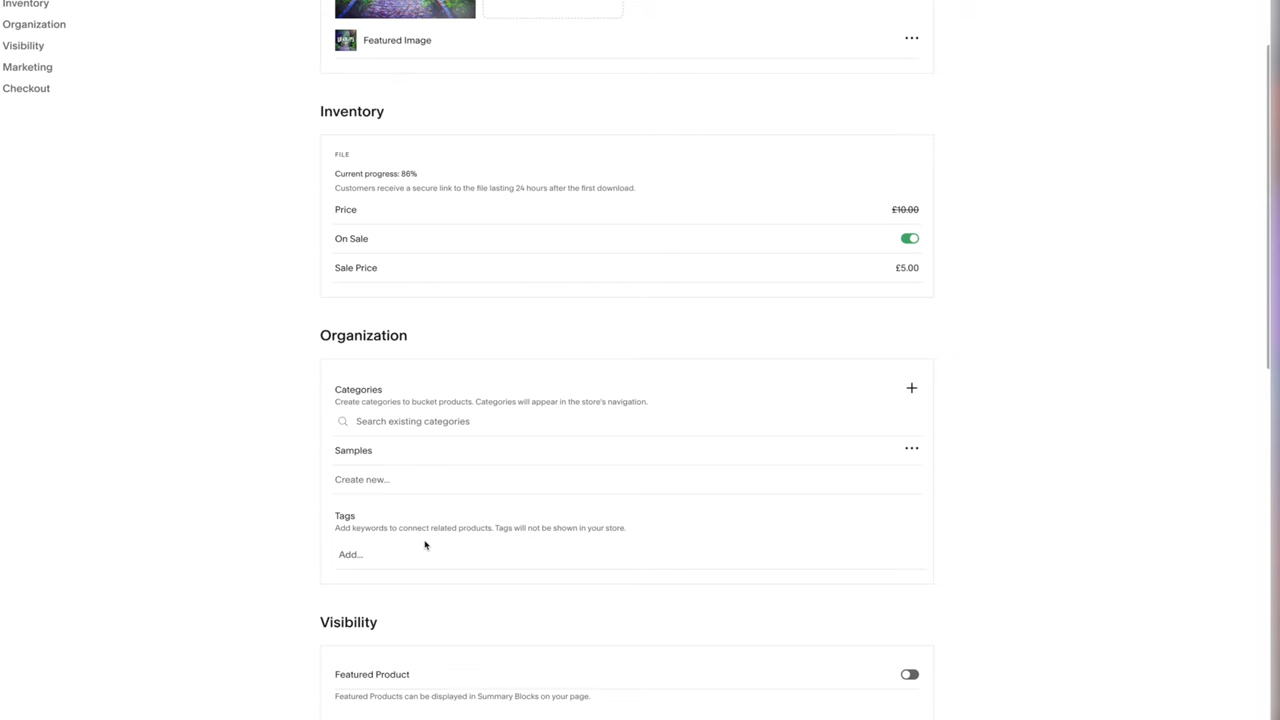 Inventory
Organization
Visibility
Marketing
Checkout
Featured Image
Inventory
FILE
Current progress: 86%
Customers receive a secure link to the file lasting 24 hours after the first download.
Price £10.00
On Sale
Sale Price £5.00
Organization
Categories
Create categories to bucket products. Categories will appear in the store's navigation.
Search existing categories
Samples
Create new...
Tags
Add keywords to connect related products. Tags will not be shown in your store.
Add...
Visibility
Featured Product
Featured Products can be displayed in Summary Blocks on your page.